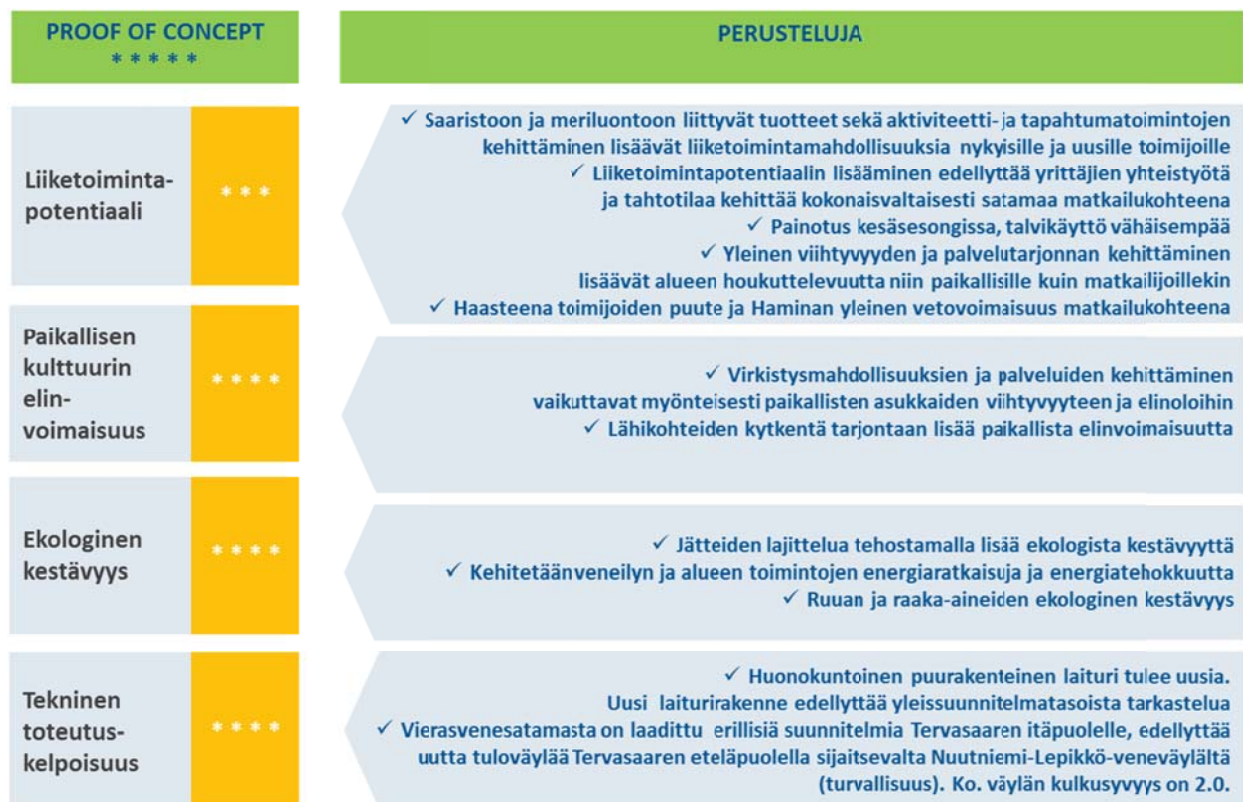 PROOF OF CONCEPT
* * * * *
PERUSTELUJA
Liiketoiminta-
potentiaali
* * *
✓ Saaristoon ja meriluontoon liittyvät tuotteet sekä aktiviteetti- ja tapahtumatoimintojen
kehittäminen lisäävät liiketoimintamahdollisuuksia nykyisille ja uusille toimijoille
✓ Liiketoimintapotentiaalin lisääminen edellyttää yrittäjien yhteistyötä
ja tahtotilaa kehittää kokonaisvaltaisesti satamaa matkailukohteena
✓ Painotus kesäsesongissa, talvikäyttö vähäisempää
✓ Yleinen viihtyvyyden ja palvelutarjonnan kehittäminen
lisäävät alueen houkuttelevuutta niin paikallisille kuin matkailijoillekin
✓ Haasteena toimijoiden puute ja Haminan yleinen vetovoimaisuus matkailukohteena
Paikallisen
kulttuurin
elin-
voimaisuus
* * * *
✓ Virkistysmahdollisuuksien ja palveluiden kehittäminen
vaikuttavat myönteisesti paikallisten asukkaiden viihtyvyyteen ja elinoloihin
✓ Lähikohteiden kytkentä tarjontaan lisää paikallista elinvoimaisuutta
Ekologinen
kestävyys
* * * *
✓ Jätteiden lajittelua tehostamalla lisää ekologista kestävyyttä
✓ Kehitetäänveneilyn ja alueen toimintojen energiaratkaisuja ja energiatehokkuutta
✓ Ruuan ja raaka-aineiden ekologinen kestävyys
Tekninen
toteutus-
kelpoisuus
* * * *
✓ Huonokuntoinen puurakenteinen laituri tulee uusia.
Uusi laiturirakenne edellyttää yleissuunnitelmatasoista tarkastelua
✓ Vierasvenesatamasta on laadittu erillisiä suunnitelmia Tervasaaren itäpuolelle, edellyttää
uutta tuloväylää Tervasaaren eteläpuolella sijaitsevalta Nuutniemi-Lepikkö-veneväylältä
(turvallisuus). Ko. väylän kulkusyvyys on 2.0.